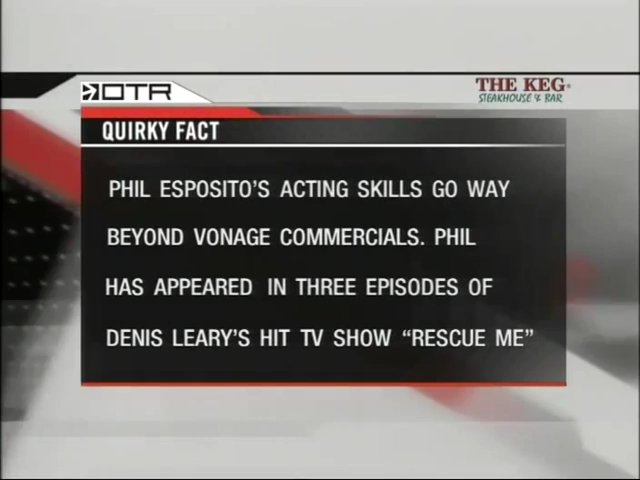 OTR
THE KEG
STEAKHOUSE & BAR
QUIRKY FACT
PHIL ESPOSITO'S ACTING SKILLS GO WAY
BEYOND VONAGE COMMERCIALS. PHIL
HAS APPEARED IN THREE EPISODES OF
DENIS LEARY'S HIT TV SHOW “RESCUE ME”